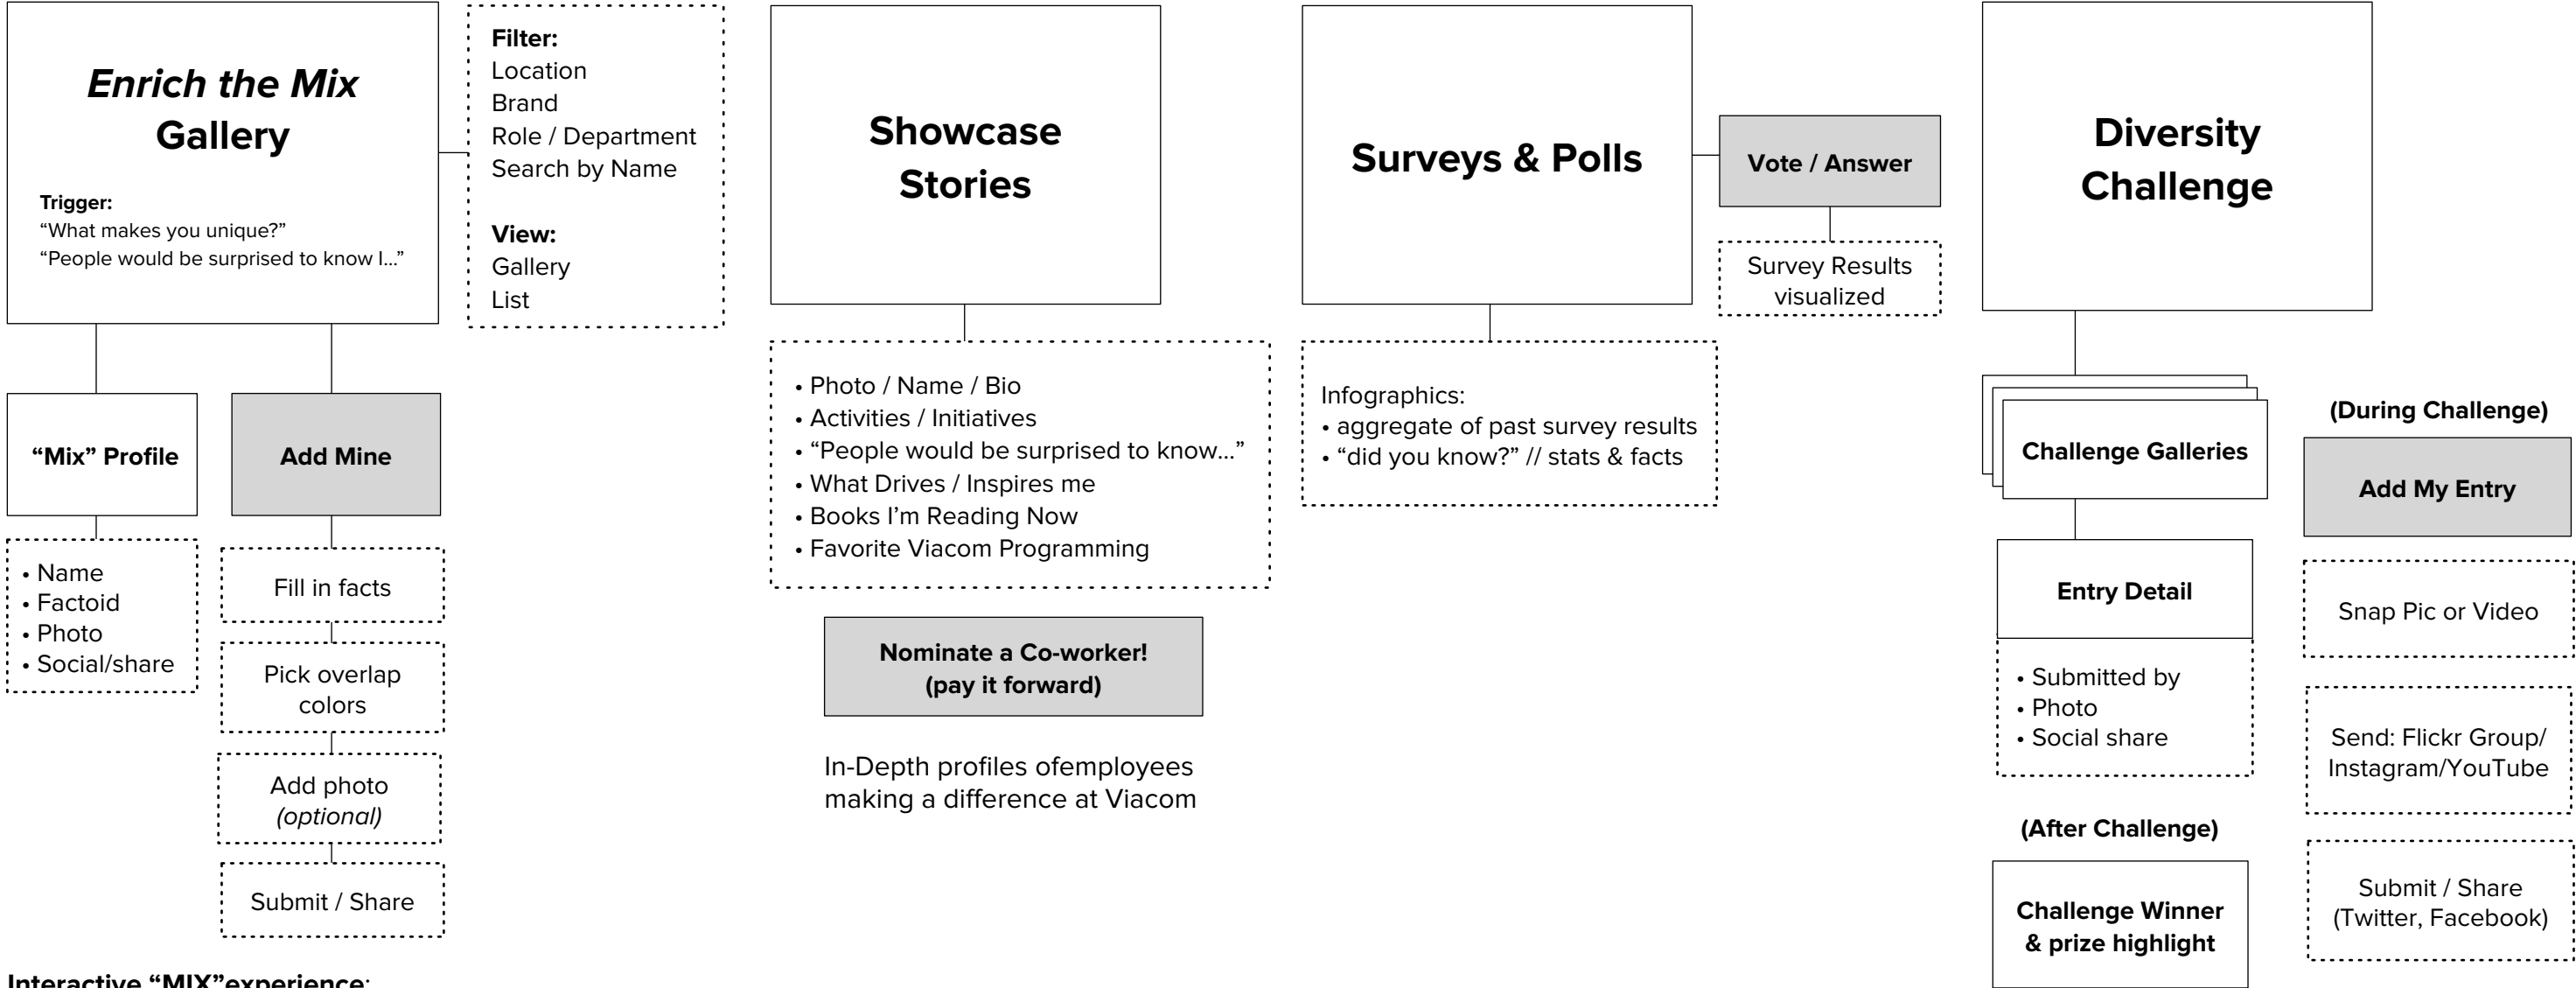 Enrich the Mix
Gallery
Trigger:
“What makes you unique?”
“People would be surprised to know I...”
Filter:
Location
Brand
Role / Department
Search by Name
View:
Gallery
List
“Mix” Profile
• Name
• Factoid
• Photo
• Social/share
Add Mine
Fill in facts
Pick overlap
colors
Add photo
(optional)
Submit / Share
Interactive “MIX”experience:
Showcase
Stories
• Photo / Name / Bio
• Activities / Initiatives
• “People would be surprised to know...”
• What Drives / Inspires me
• Books I’m Reading Now
• Favorite Viacom Programming
Nominate a Co-worker!
(pay it forward)
In-Depth profiles ofemployees
making a difference at Viacom
Surveys & Polls
Vote / Answer
Survey Results
visualized
Infographics:
• aggregate of past survey results
• “did you know?” // stats & facts
Diversity
Challenge
Challenge Galleries
Entry Detail
• Submitted by
• Photo
• Social share
(After Challenge)
Challenge Winner
& prize highlight
(During Challenge)
Add My Entry
Snap Pic or Video
Send: Flickr Group/
Instagram/YouTube
Submit / Share
(Twitter, Facebook)